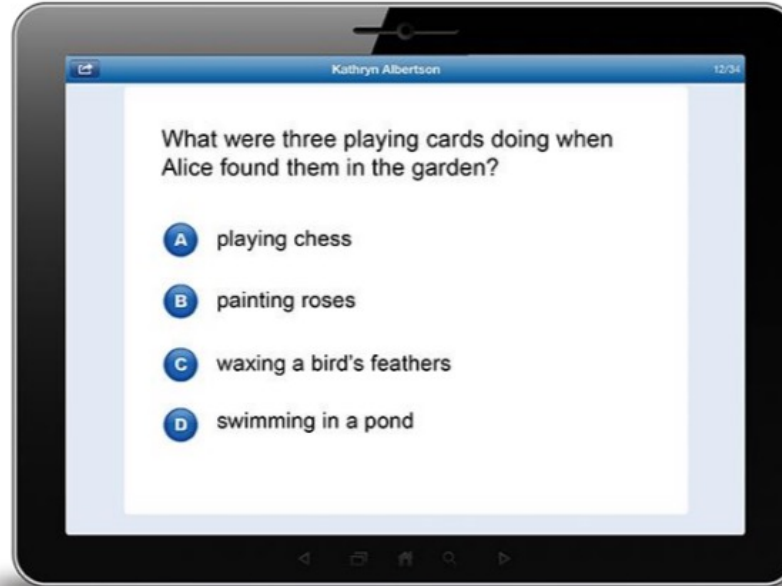 Kathryn Albertson
12/34
What were three playing cards doing when
Alice found them in the garden?
A playing chess
B painting roses
C waxing a bird's feathers
D swimming in a pond